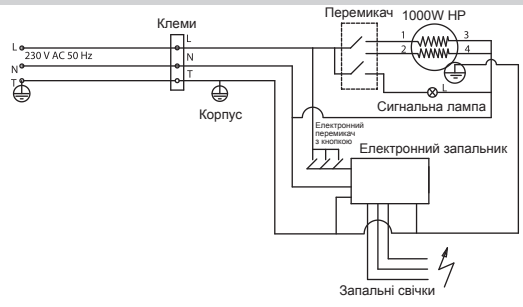 Перемикач 1000W HP
Клеми
L
1 3
2 4
L 230 V AC 50 Hz
N
N
T
T
L
Сигнальна лампа
Корпус
Електронний
перемикач
з кнопкою
Електронний запальник
Запальні свічки